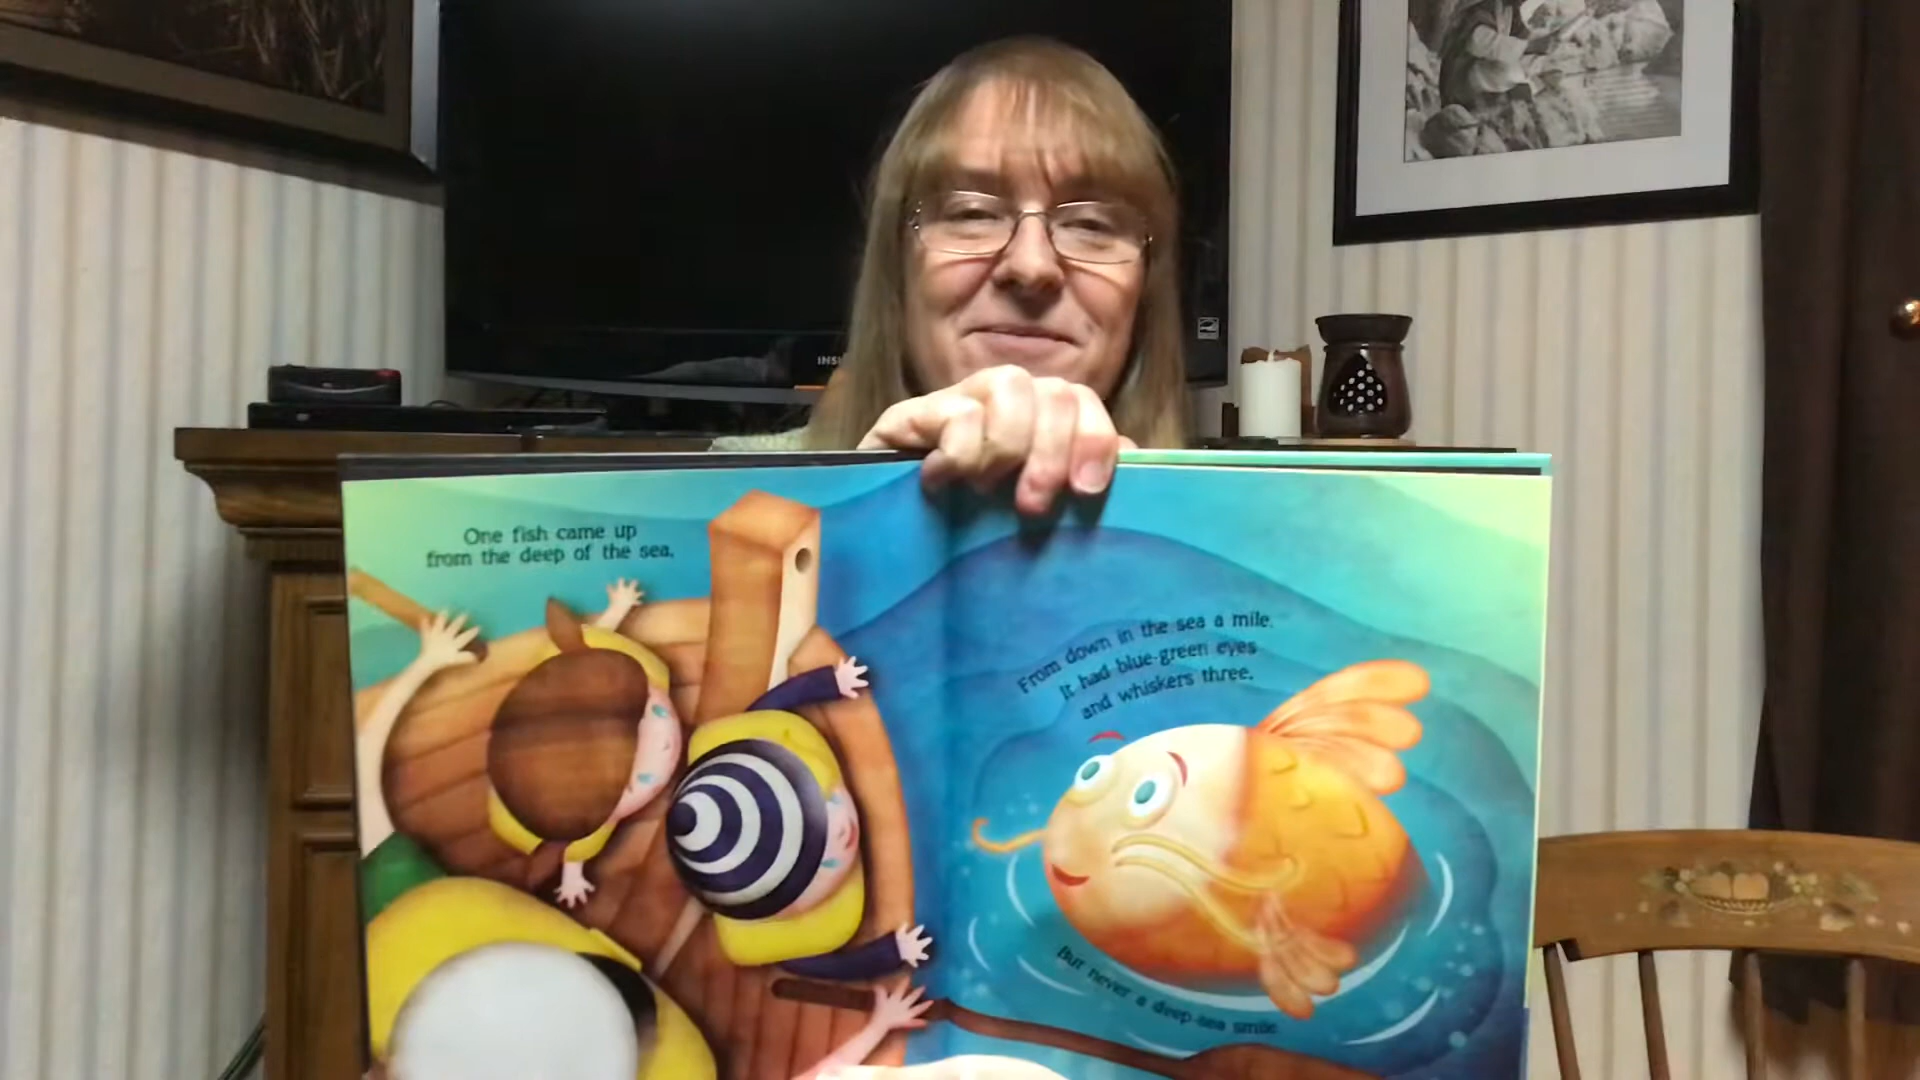 INSI
One fish came up
from the deep of the sea,
From down in the sea a mile.
It had blue-green eyes
and whiskers three,
But never a deep-sea smile